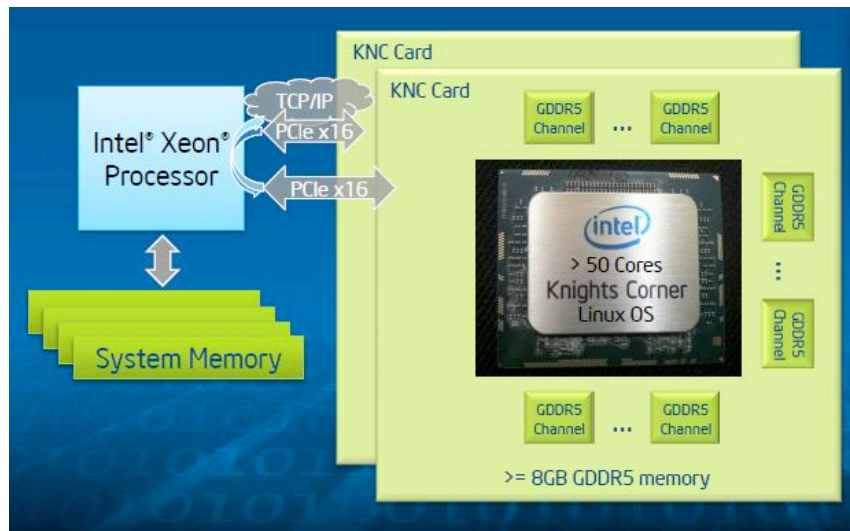 KNC Card
KNC Card
TCP/IP
PCIe x16
PCIe x16
Intel® Xeon®
Processor
System Memory
GDDR5
Channel
...
GDDR5
Channel
GDDR5
Channel
...
GDDR5
Channel
intel
> 50 Cores
Knights Corner
Linux OS
GDDR5
Channel
...
GDDR5
Channel
>= 8GB GDDR5 memory